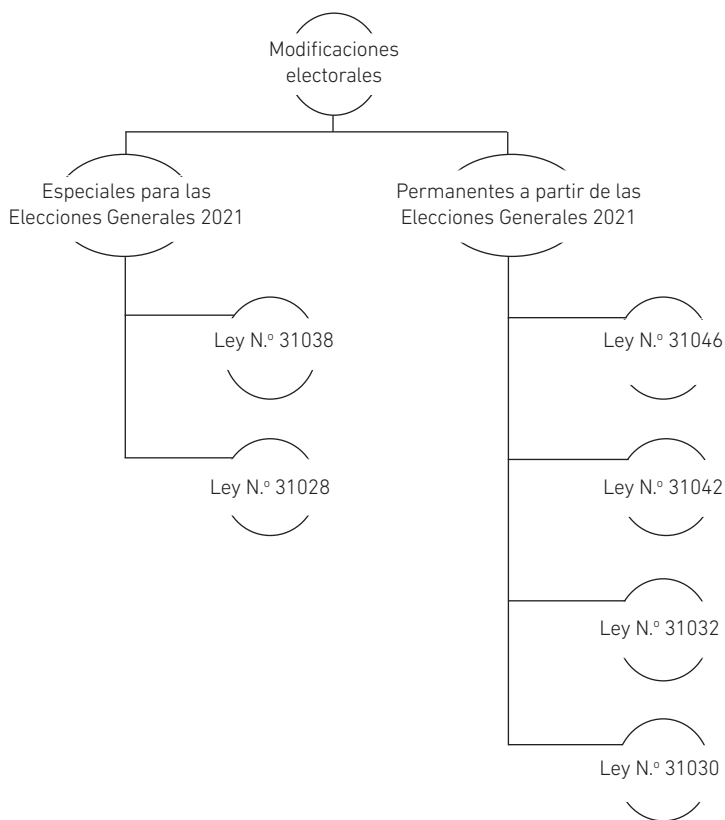 Modificaciones
electorales
Especiales para las
Elecciones Generales 2021
Permanentes a partir de las
Elecciones Generales 2021
Ley N.º 31038
Ley N.º 31028
Ley N.º 31046
Ley N.º 31042
Ley N.º 31032
Ley N.º 31030